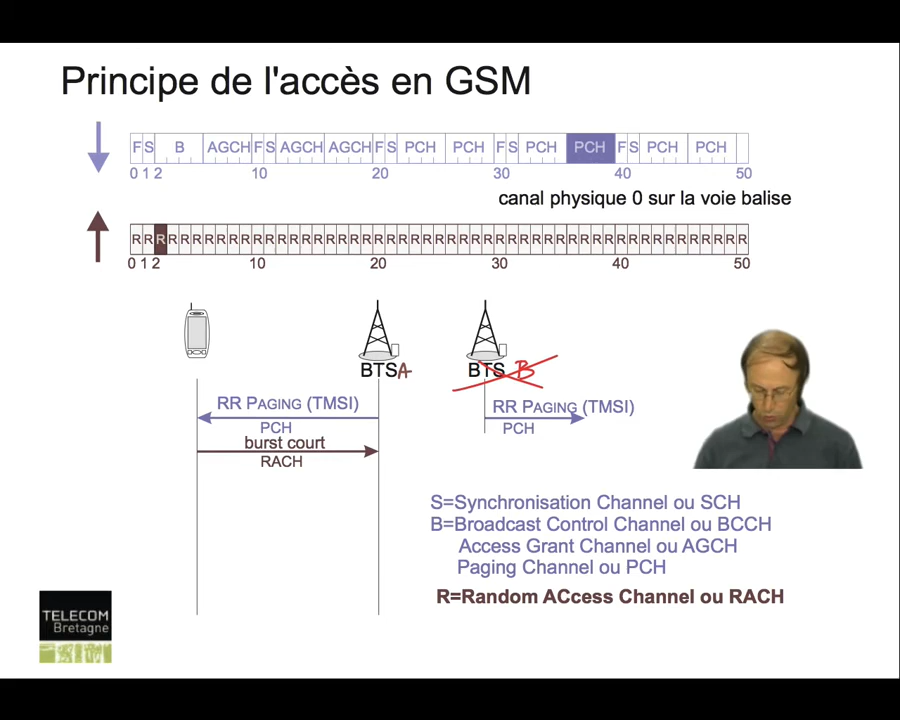 Principe de l'accès en GSM
F S B AGCH F S AGCH AGCH F S PCH PCH F S PCH PCH F S PCH PCH
0 1 2 10 20 30 40 50
canal physique 0 sur la voie balise
R R R R R R R R R R R R R R R R R R R R R R R R R R R R R R R R R R R R R R R R R R R R R R R R R R R
0 1 2 10 20 30 40 50
BTSA BTS B
RR PAGING (TMSI) RR PAGING (TMSI)
PCH PCH
burst court
RACH
S=Synchronisation Channel ou SCH
B=Broadcast Control Channel ou BCCH
Access Grant Channel ou AGCH
Paging Channel ou PCH
R=Random ACcess Channel ou RACH
TELECOM
Bretagne